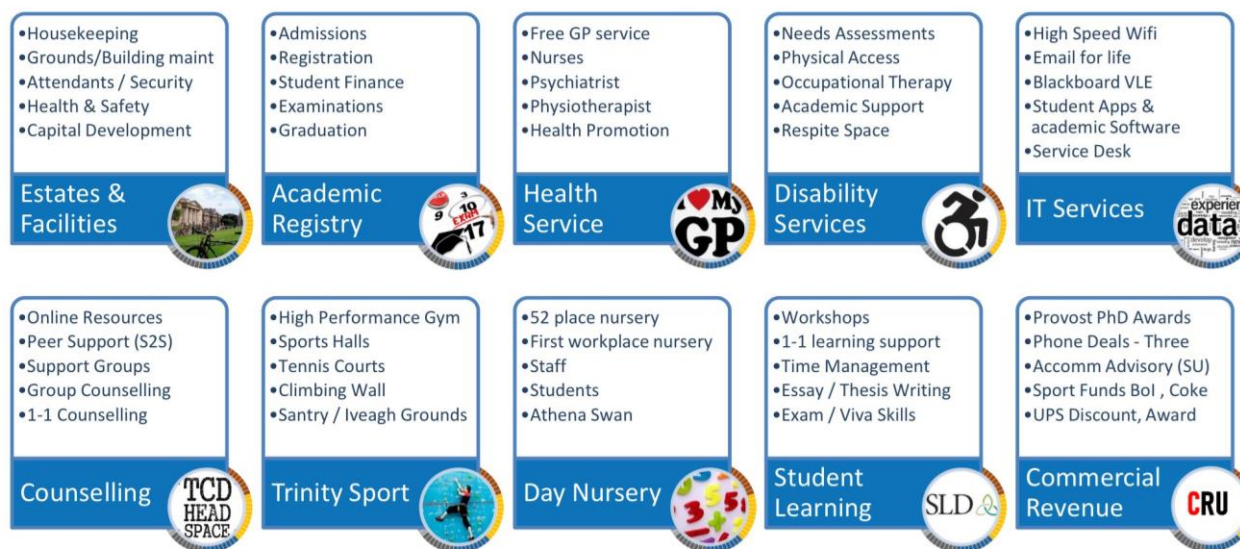 •Housekeeping
•Grounds/Building maint
•Attendants / Security
•Health & Safety
•Capital Development
Estates &
Facilities
•Admissions
•Registration
•Student Finance
•Examinations
•Graduation
Academic
Registry
3
9
10
EXAM
17
•Free GP service
•Nurses
•Psychiatrist
•Physiotherapist
•Health Promotion
Health
Service
I ♥ My
GP
•Needs Assessments
•Physical Access
•Occupational Therapy
•Academic Support
•Respite Space
Disability
Services
•High Speed Wifi
•Email for life
•Blackboard VLE
•Student Apps &
academic Software
•Service Desk
IT Services
experien
data
develop
•Online Resources
•Peer Support (S2S)
•Support Groups
•Group Counselling
•1-1 Counselling
Counselling
TCD
HEAD
SPACE
•High Performance Gym
•Sports Halls
•Tennis Courts
•Climbing Wall
•Santry / Iveagh Grounds
Trinity Sport
•52 place nursery
•First workplace nursery
•Staff
•Students
•Athena Swan
Day Nursery
•Workshops
•1-1 learning support
•Time Management
•Essay / Thesis Writing
•Exam / Viva Skills
Student
Learning
SLD
•Provost PhD Awards
•Phone Deals - Three
•Accomm Advisory (SU)
•Sport Funds BoI , Coke
•UPS Discount, Award
Commercial
Revenue
CRU